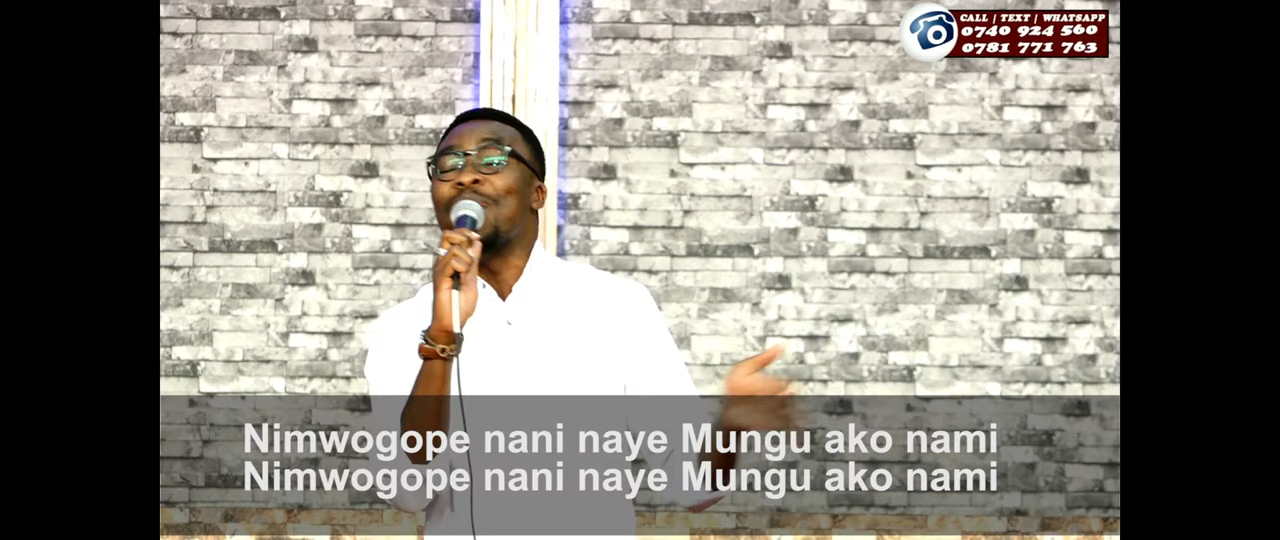 CALL | TEXT | WHATSAPP
0740 924 560
0781 771 763
Nimwogope nani naye Mungu ako nami
Nimwogope nani naye Mungu ako nami